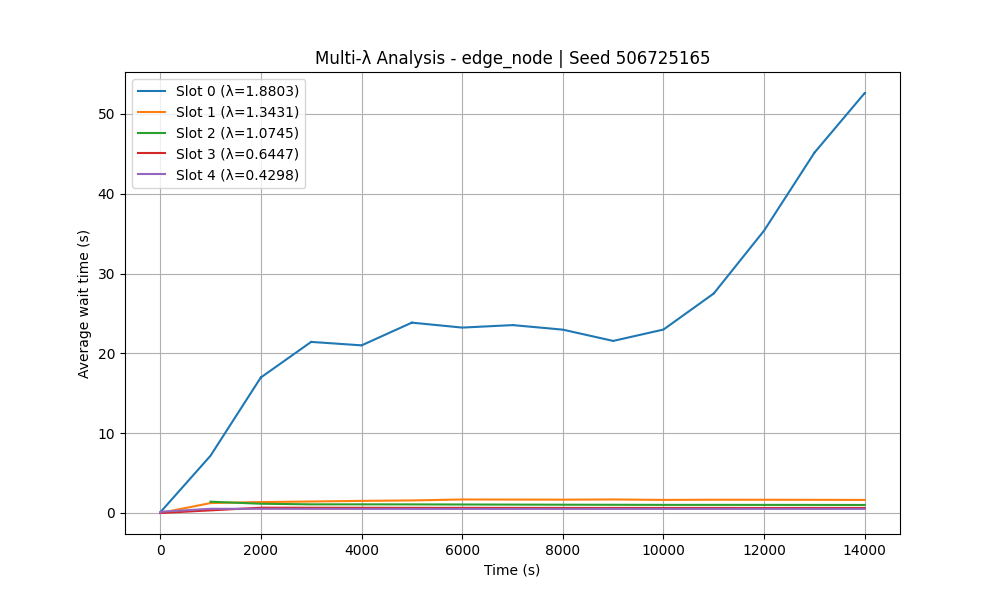 Multi-λ Analysis - edge_node | Seed 506725165
Slot 0 (λ=1.8803)
Slot 1 (λ=1.3431)
Slot 2 (λ=1.0745)
Slot 3 (λ=0.6447)
Slot 4 (λ=0.4298)
Average wait time (s)
50
40
30
20
10
0
0 2000 4000 6000 8000 10000 12000 14000
Time (s)